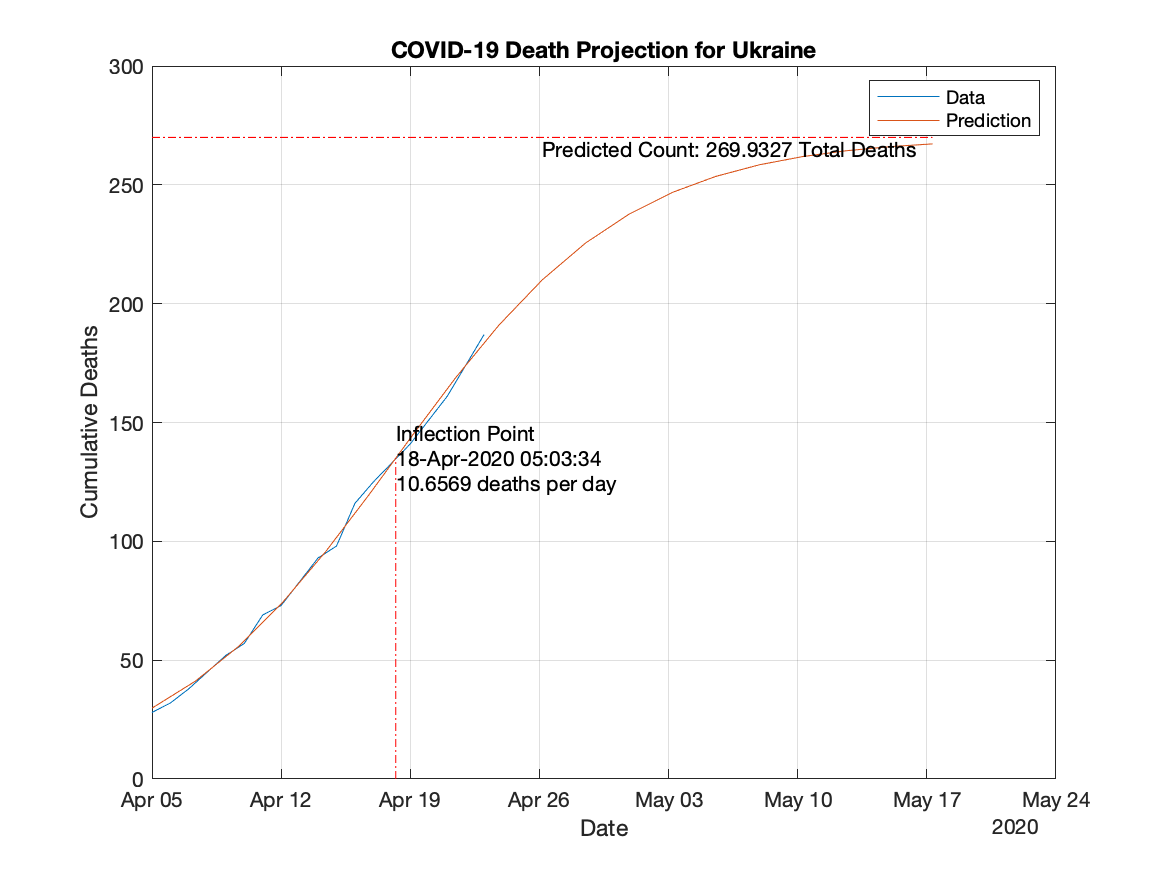 COVID-19 Death Projection for Ukraine
300
250
200
150
100
50
0
Cumulative Deaths
Data
Prediction
Predicted Count: 269.9327 Total Deaths
Inflection Point
18-Apr-2020 05:03:34
10.6569 deaths per day
Apr 05 Apr 12 Apr 19 Apr 26 May 03 May 10 May 17 May 24
Date
2020